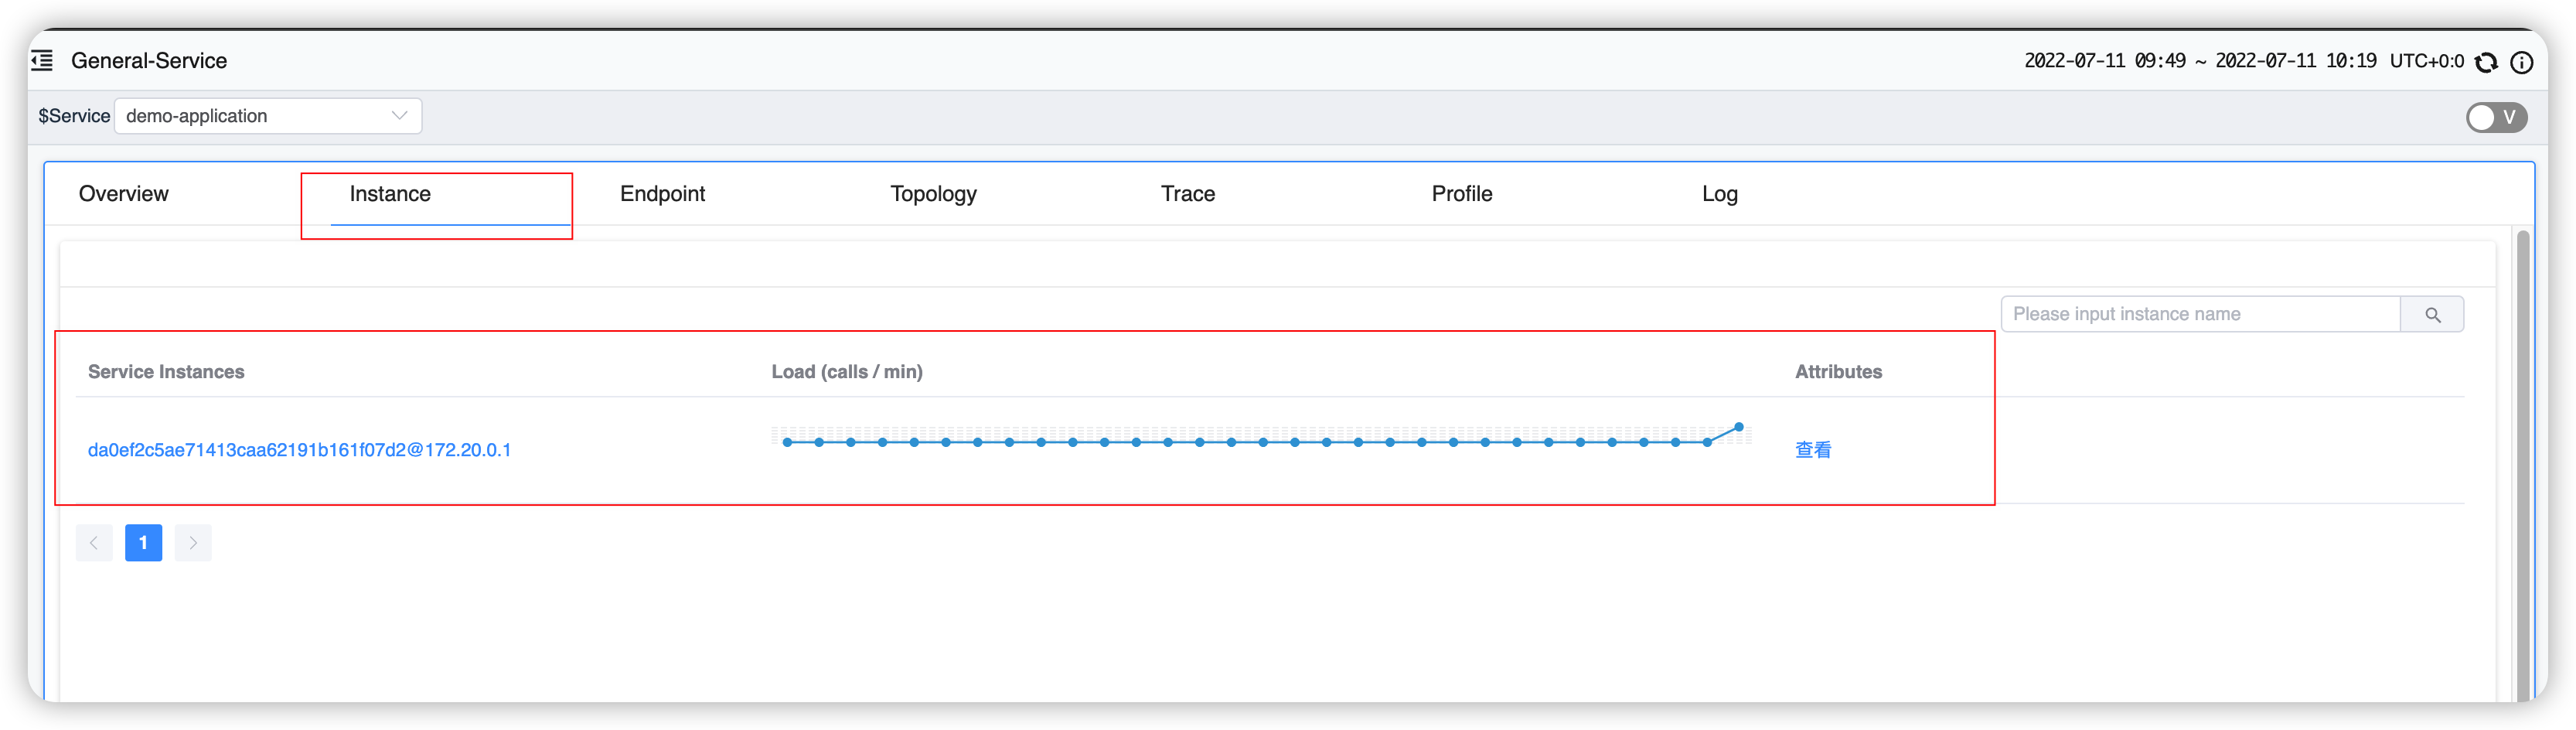 General-Service
2022-07-11 09:49 ~ 2022-07-11 10:19 UTC+0:0
$Service demo-application V
Overview Instance Endpoint Topology Trace Profile Log
Please input instance name
Service Instances Load (calls / min) Attributes
da0ef2c5ae71413caa62191b161f07d2@172.20.0.1 查看
1